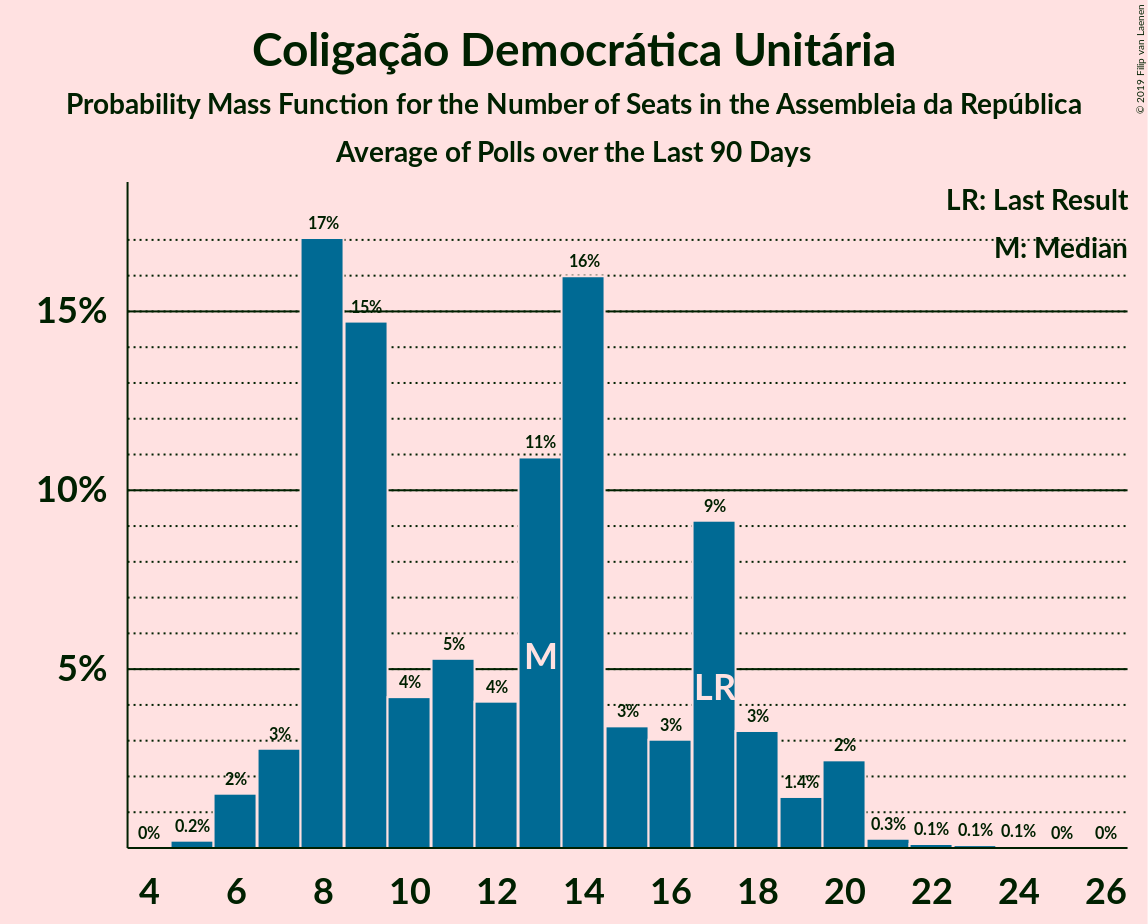 Coligação Democrática Unitária
Probability Mass Function for the Number of Seats in the Assembleia da República
Average of Polls over the Last 90 Days
© 2019 Filip van Laenen
LR: Last Result
M: Median
17%
16%
15%
15%
11%
10%
9%
5%
5%
4%
4%
3%
3%
3%
3%
2%
2%
1.4%
0%
0.2%
0.3%
0.1%
0.1%
0.1%
0%
0%
M
LR
4 6 8 10 12 14 16 18 20 22 24 26